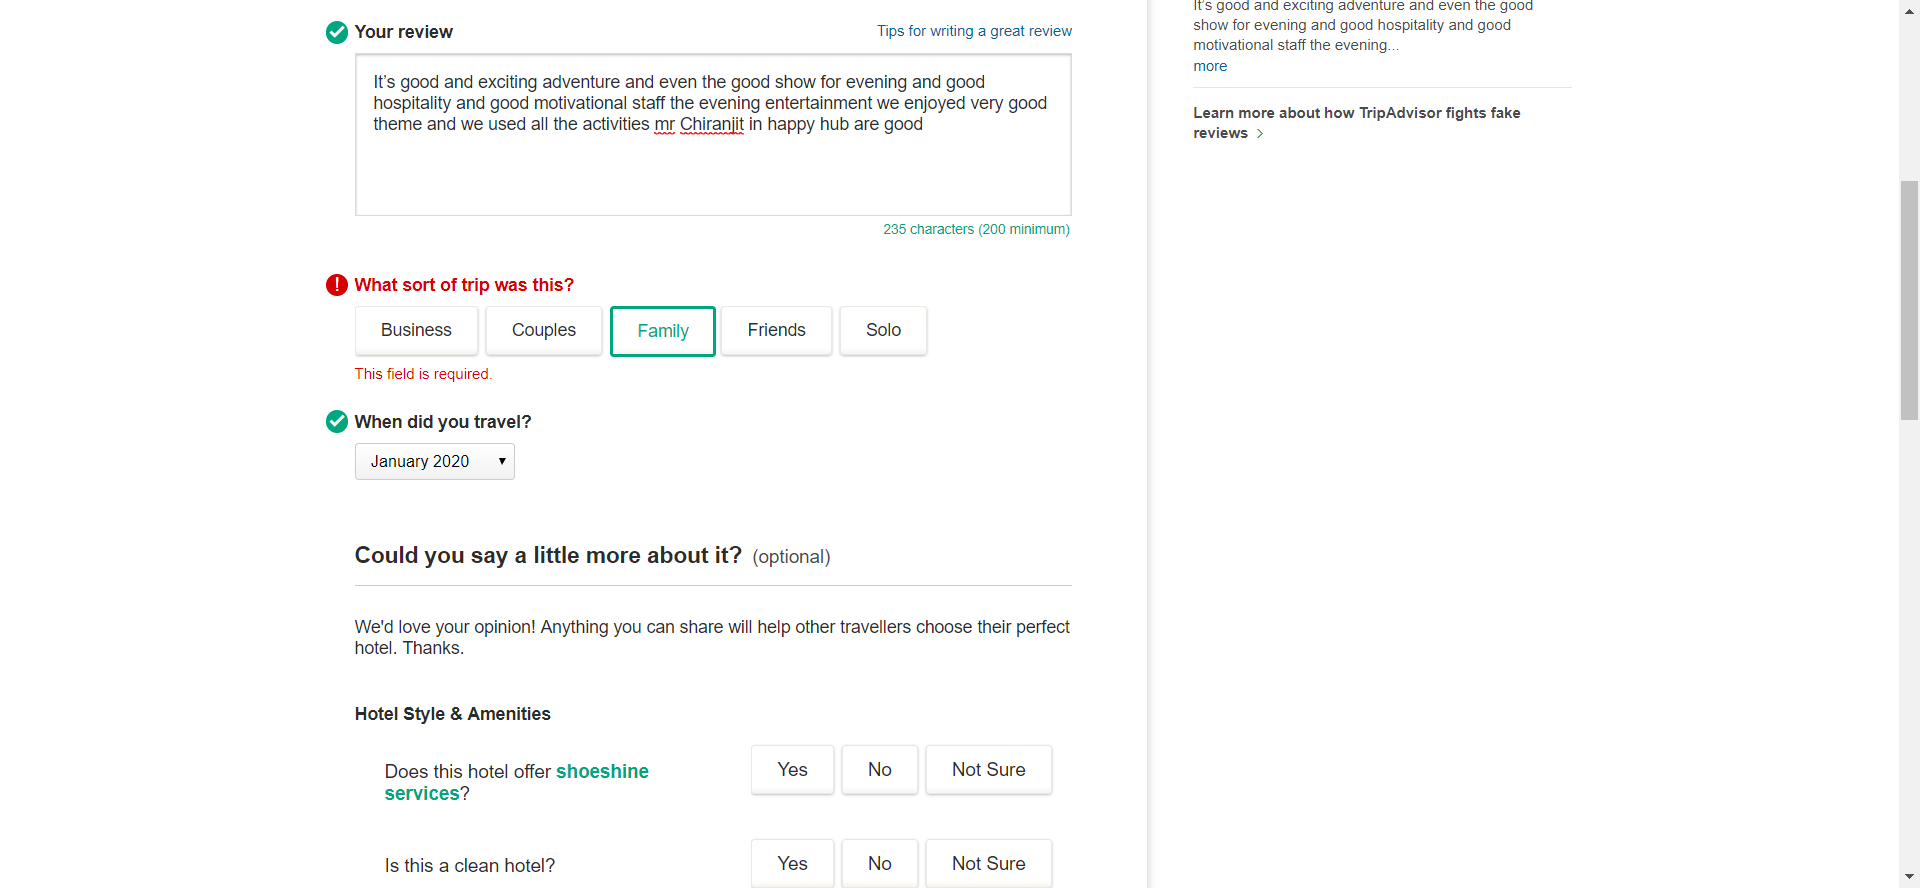 Your review
Tips for writing a great review
It's good and exciting adventure and even the good show for evening and good
hospitality and good motivational staff the evening entertainment we enjoyed very good
theme and we used all the activities mr Chiranjit in happy hub are good
235 characters (200 minimum)
What sort of trip was this?
Business
Couples
Family
Friends
Solo
This field is required.
When did you travel?
January 2020
Could you say a little more about it? (optional)
We'd love your opinion! Anything you can share will help other travellers choose their perfect
hotel. Thanks.
Hotel Style & Amenities
Does this hotel offer shoeshine
services?
Yes
No
Not Sure
Is this a clean hotel?
Yes
No
Not Sure
It's good and exciting adventure and even the good
show for evening and good hospitality and good
motivational staff the evening...
more
Learn more about how TripAdvisor fights fake
reviews